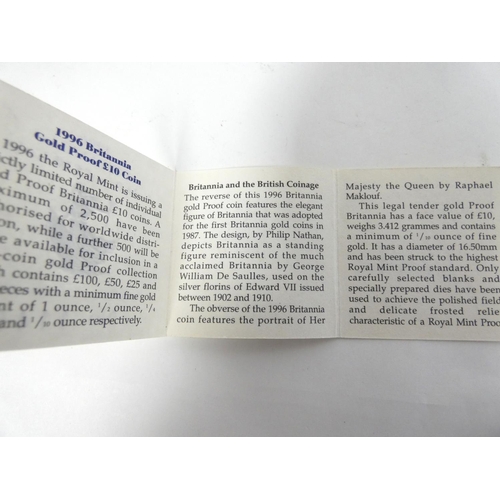 1996 Britannia
Gold Proof £10 Coin
1996 the Royal Mint is issuing a
ctly limited number of individual
d Proof Britannia £10 coins. A
ximum of 2,500 have been
horised for worldwide distri-
on, while a further 500 will be
e available for inclusion in a
-coin gold Proof collection
h contains £100, £50, £25 and
eces with a minimum fine gold
nt of 1 ounce, 1/2 ounce, 1/4
and 1/10 ounce respectively.
Britannia and the British Coinage
The reverse of this 1996 Britannia
gold Proof coin features the elegant
figure of Britannia that was adopted
for the first Britannia gold coins in
1987. The design, by Philip Nathan,
depicts Britannia as a standing
figure reminiscent of the much
acclaimed Britannia by George
William De Saulles, used on the
silver florins of Edward VII issued
between 1902 and 1910.
The obverse of the 1996 Britannia
coin features the portrait of Her
Majesty the Queen by Raphael
Maklouf.
This legal tender gold Proof
Britannia has a face value of £10,
weighs 3.412 grammes and contains
a minimum of 1/10 ounce of fine
gold. It has a diameter of 16.50mm
and has been struck to the highest
Royal Mint Proof standard. Only
carefully selected blanks and
specially prepared dies have been
used to achieve the polished field
and delicate frosted relie
characteristic of a Royal Mint Proo